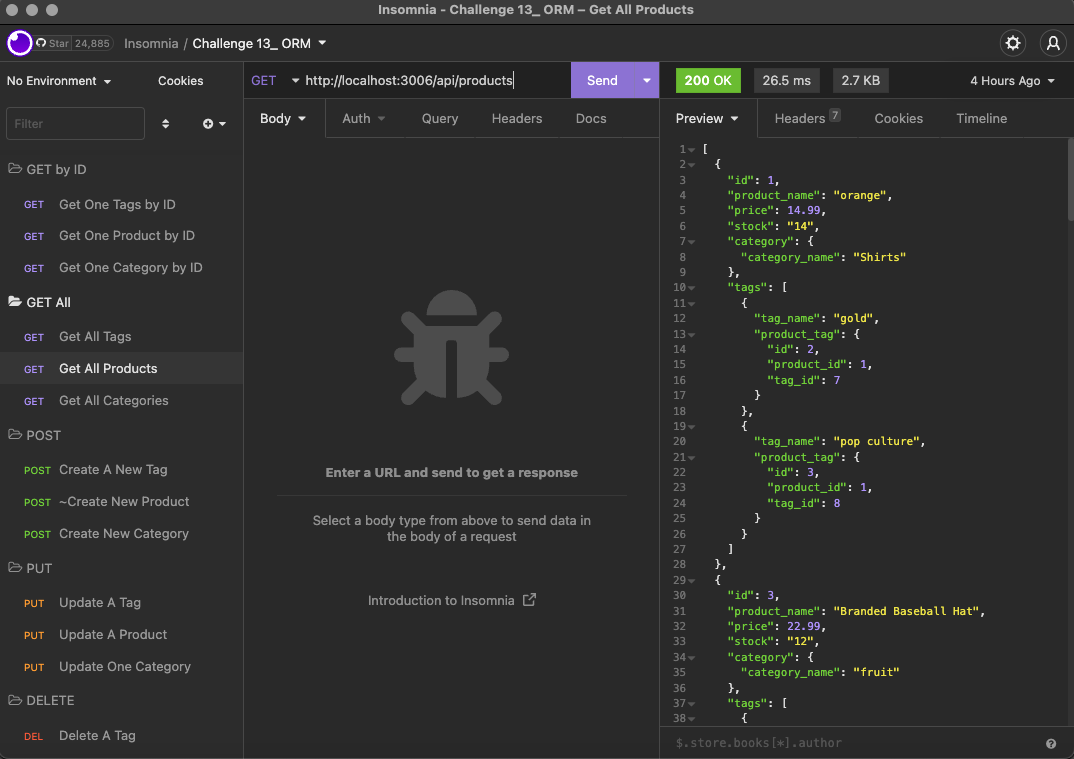 Insomnia - Challenge 13_ ORM – Get All Products
Star 24,885 Insomnia / Challenge 13_ ORM
No Environment Cookies
Filter
GET by ID
GET Get One Tags by ID
GET Get One Product by ID
GET Get One Category by ID
GET All
GET Get All Tags
GET Get All Products
GET Get All Categories
POST
POST Create A New Tag
POST ~Create New Product
POST Create New Category
PUT
PUT Update A Tag
PUT Update A Product
PUT Update One Category
DELETE
DEL Delete A Tag
GET http://localhost:3006/api/products Send
Body Auth Query Headers Docs
Enter a URL and send to get a response
Select a body type from above to send data in
the body of a request
Introduction to Insomnia
200 OK 26.5 ms 2.7 KB 4 Hours Ago
Preview Headers 7 Cookies Timeline
1 [
2 {
3 "id": 1,
4 "product_name": "orange",
5 "price": 14.99,
6 "stock": "14",
7 "category": {
8 "category_name": "Shirts"
9 },
10 "tags": [
11 {
12 "tag_name": "gold",
13 "product_tag": {
14 "id": 2,
15 "product_id": 1,
16 "tag_id": 7
17 }
18 },
19 {
20 "tag_name": "pop culture",
21 "product_tag": {
22 "id": 3,
23 "product_id": 1,
24 "tag_id": 8
25 }
26 }
27 ]
28 },
29 {
30 "id": 3,
31 "product_name": "Branded Baseball Hat",
32 "price": 22.99,
33 "stock": "12",
34 "category": {
35 "category_name": "fruit"
36 },
37 "tags": [
38 {
$.store.books[*].author